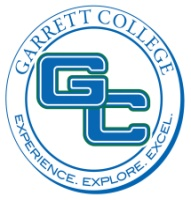 GARRETT COLLEGE
GC
EXPERIENCE. EXPLORE. EXCEL.